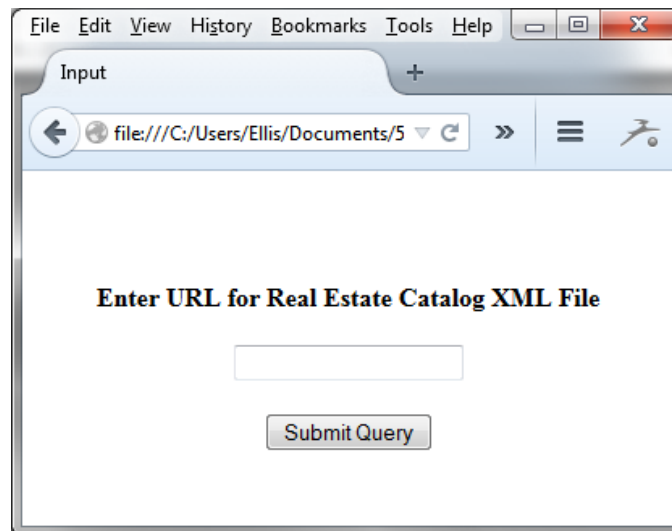 File Edit View History Bookmarks Tools Help
Input
file:///C:/Users/Ellis/Documents/5
Enter URL for Real Estate Catalog XML File
Submit Query